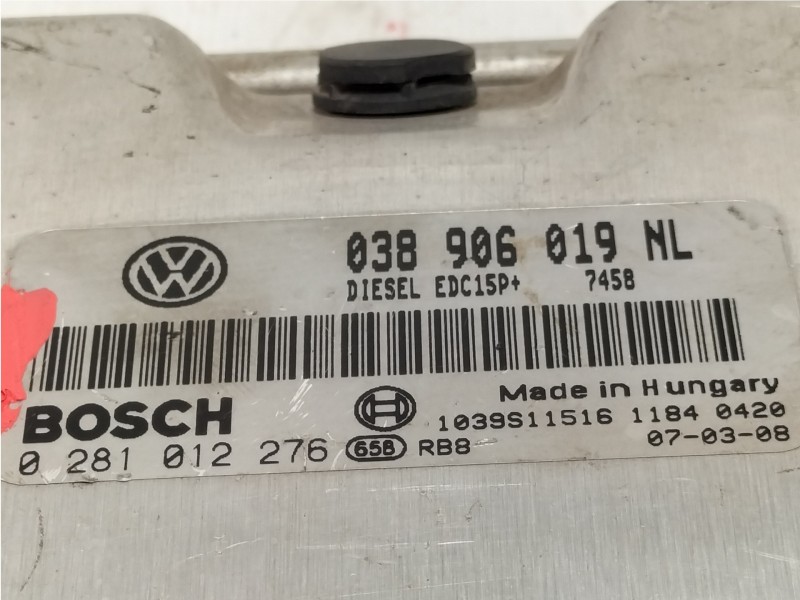 038 906 019 NL
DIESEL EDC15P+ 7458
Made in Hungary
BOSCH
1039S11516 1184 0420
0 281 012 276 658 RB8
07-03-08